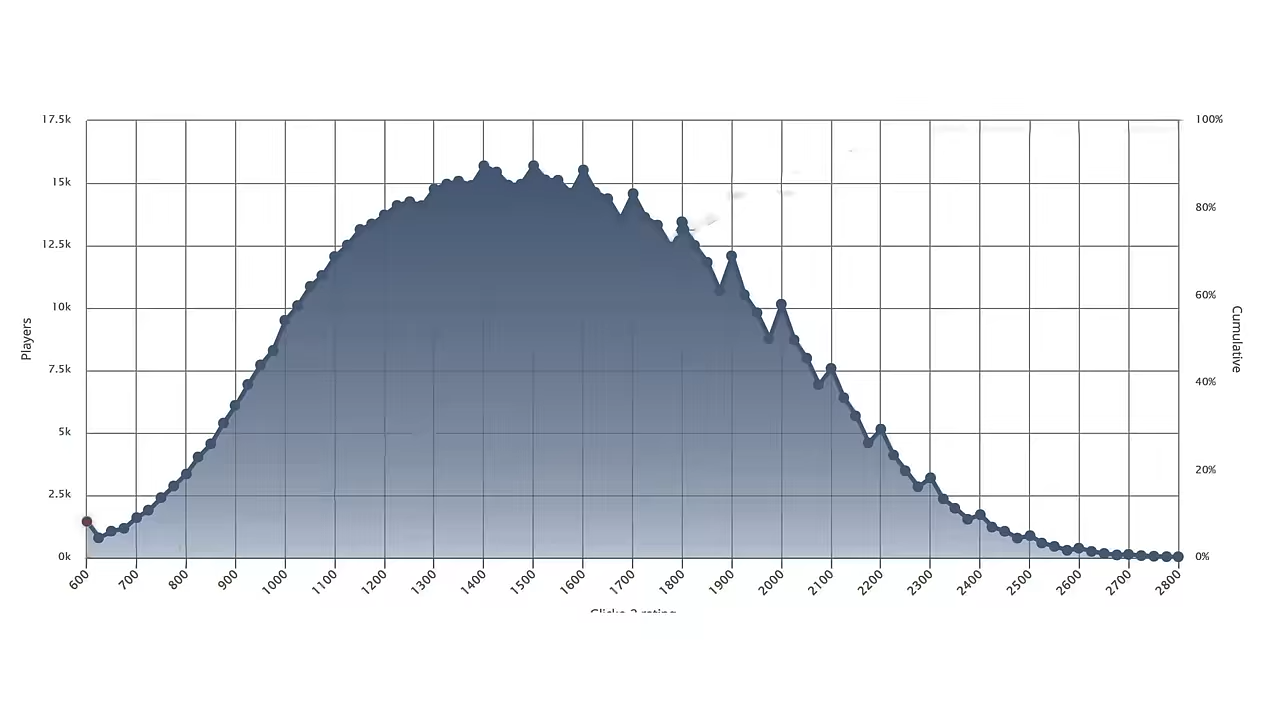 17.5k
15k
12.5k
10k
7.5k
5k
2.5k
0k
Players
100%
80%
60%
40%
20%
0%
Cumulative
600 700 800 900 1000 1100 1200 1300 1400 1500 1600 1700 1800 1900 2000 2100 2200 2300 2400 2500 2600 2700 2800
rating